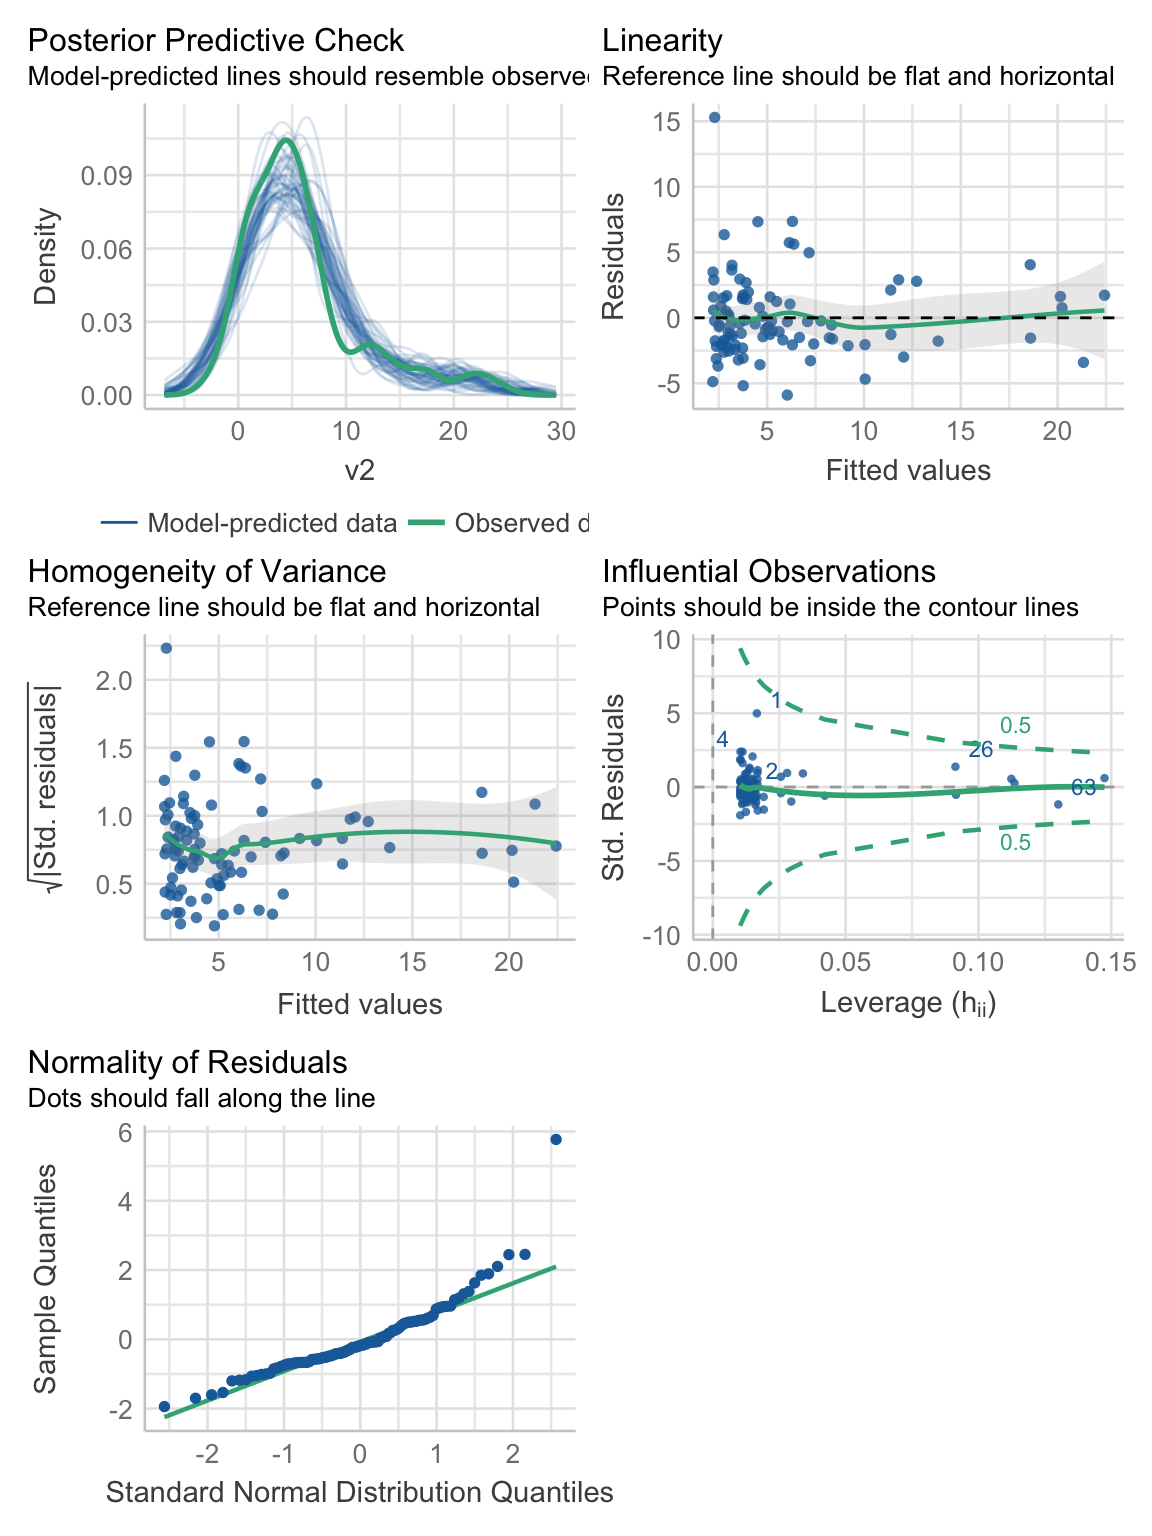 Posterior Predictive Check
Model-predicted lines should resemble observe
Density
0.09
0.06
0.03
0.00
0 10 20 30
v2
Model-predicted data Observed d
Linearity
Reference line should be flat and horizontal
Residuals
15
10
5
0
-5
5 10 15 20
Fitted values
Homogeneity of Variance
Reference line should be flat and horizontal
√|Std. residuals|
2.0
1.5
1.0
0.5
5 10 15 20
Fitted values
Influential Observations
Points should be inside the contour lines
Std. Residuals
10
5
0
-5
-10
1
4
2
26
63
0.5
0.5
0.00 0.05 0.10 0.15
Leverage (hii)
Normality of Residuals
Dots should fall along the line
Sample Quantiles
6
4
2
0
-2
-2 -1 0 1 2
Standard Normal Distribution Quantiles